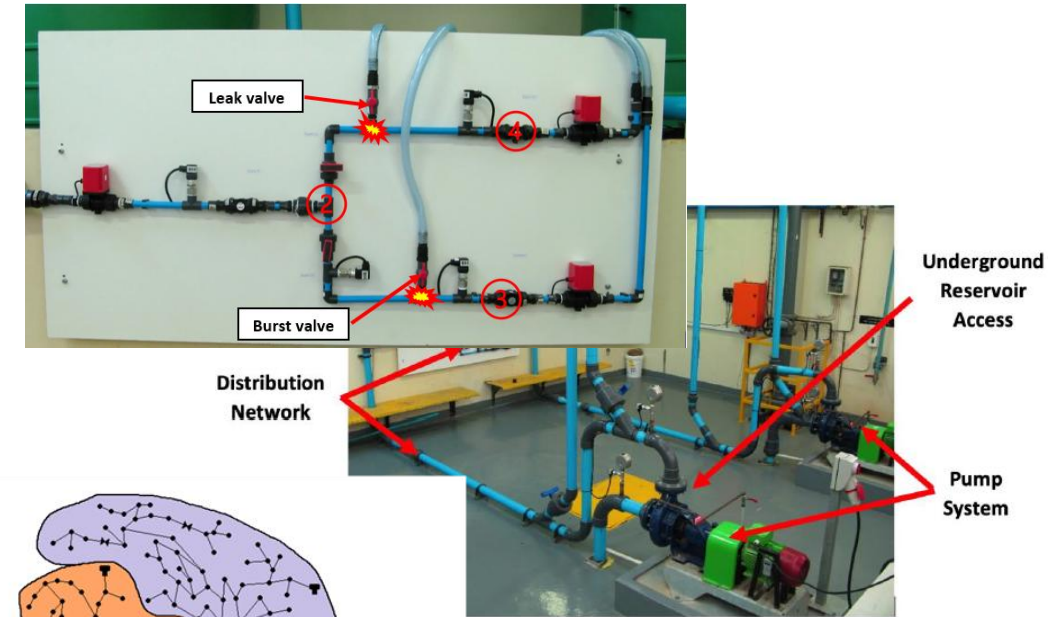 Leak valve
4
2
3
Burst valve
Underground
Reservoir
Access
Distribution
Network
Pump
System